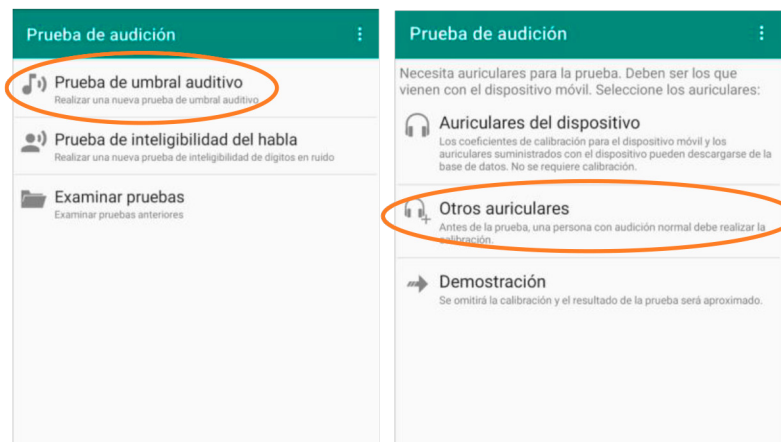 Prueba de audición
Prueba de umbral auditivo
Realizar una nueva prueba de umbral auditivo
Prueba de inteligibilidad del habla
Realizar una nueva prueba de inteligibilidad de dígitos en ruido
Examinar pruebas
Examinar pruebas anteriores
Prueba de audición
Necesita auriculares para la prueba. Deben ser los que
vienen con el dispositivo móvil. Seleccione los auriculares:
Auriculares del dispositivo
Los coeficientes de calibración para el dispositivo móvil y los
auriculares suministrados con el dispositivo pueden descargarse de la
base de datos. No se requiere calibración.
Otros auriculares
Antes de la prueba, una persona con audición normal debe realizar la
calibración.
Demostración
Se omitirá la calibración y el resultado de la prueba será aproximado.